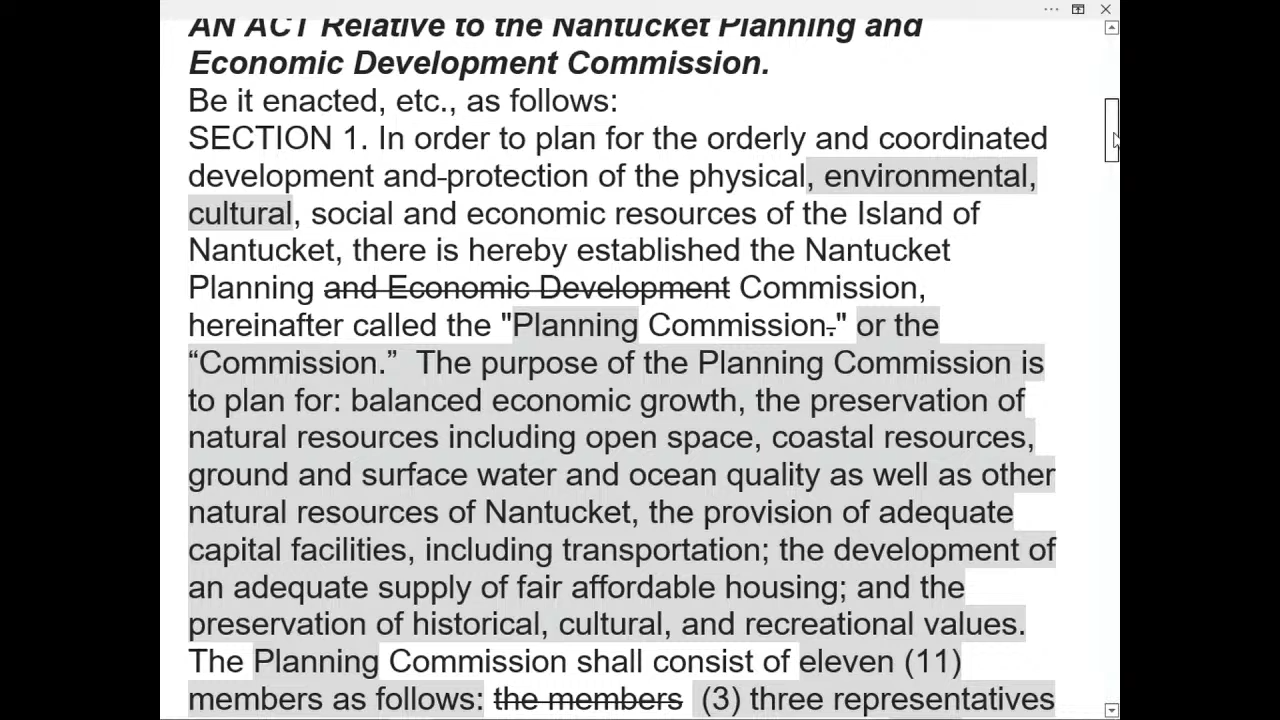 AN ACT Relative to the Nantucket Planning and
Economic Development Commission.
Be it enacted, etc., as follows:
SECTION 1. In order to plan for the orderly and coordinated
development and-protection of the physical, environmental,
cultural, social and economic resources of the Island of
Nantucket, there is hereby established the Nantucket
Planning and Economic Development Commission,
hereinafter called the "Planning Commission." or the
“Commission.”  The purpose of the Planning Commission is
to plan for: balanced economic growth, the preservation of
natural resources including open space, coastal resources,
ground and surface water and ocean quality as well as other
natural resources of Nantucket, the provision of adequate
capital facilities, including transportation; the development of
an adequate supply of fair affordable housing; and the
preservation of historical, cultural, and recreational values.
The Planning Commission shall consist of eleven (11)
members as follows: the members (3) three representatives